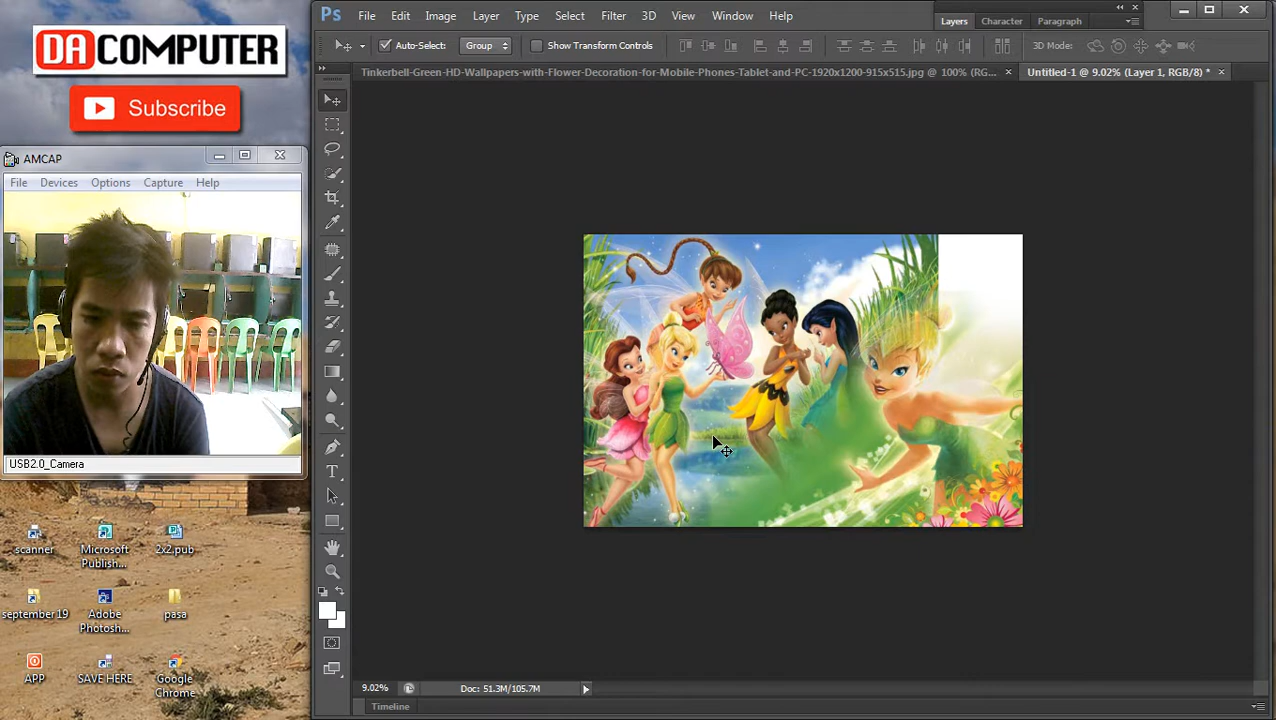 DA COMPUTER
Subscribe
AMCAP
File Devices Options Capture Help
USB2.0_Camera
scanner
Microsoft Publish...
2x2.pub
september 19
Adobe Photosh...
pasa
APP
SAVE HERE
Google Chrome
Ps File Edit Image Layer Type Select Filter 3D View Window Help
Layers Character Paragraph
Auto-Select: Group Show Transform Controls 3D Mode:
Tinkerbell-Green-HD-Wallpapers-with-Flower-Decoration-for-Mobile-Phones-Tablet-and-PC-1920x1200-915x515.jpg @ 100% (RG... × Untitled-1 @ 9.02% (Layer 1, RGB/8) * ×
T
9.02% Doc: 51.3M/105.7M
Timeline